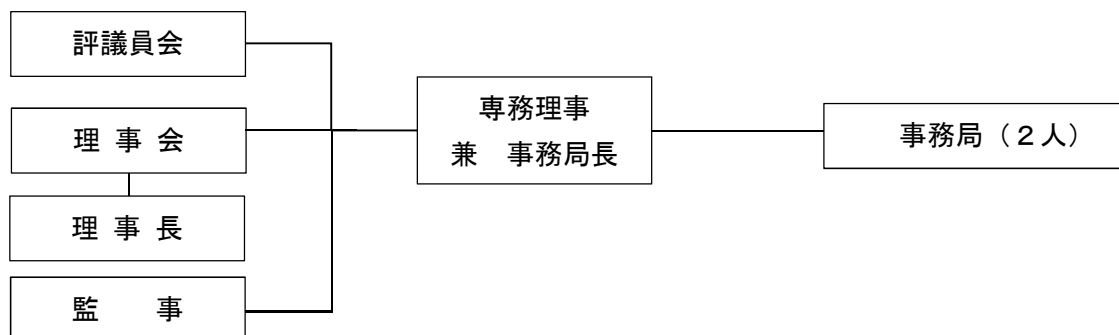 評議員会
理 事 会
理 事 長
監　　事
専務理事
兼　事務局長
事務局（２人）